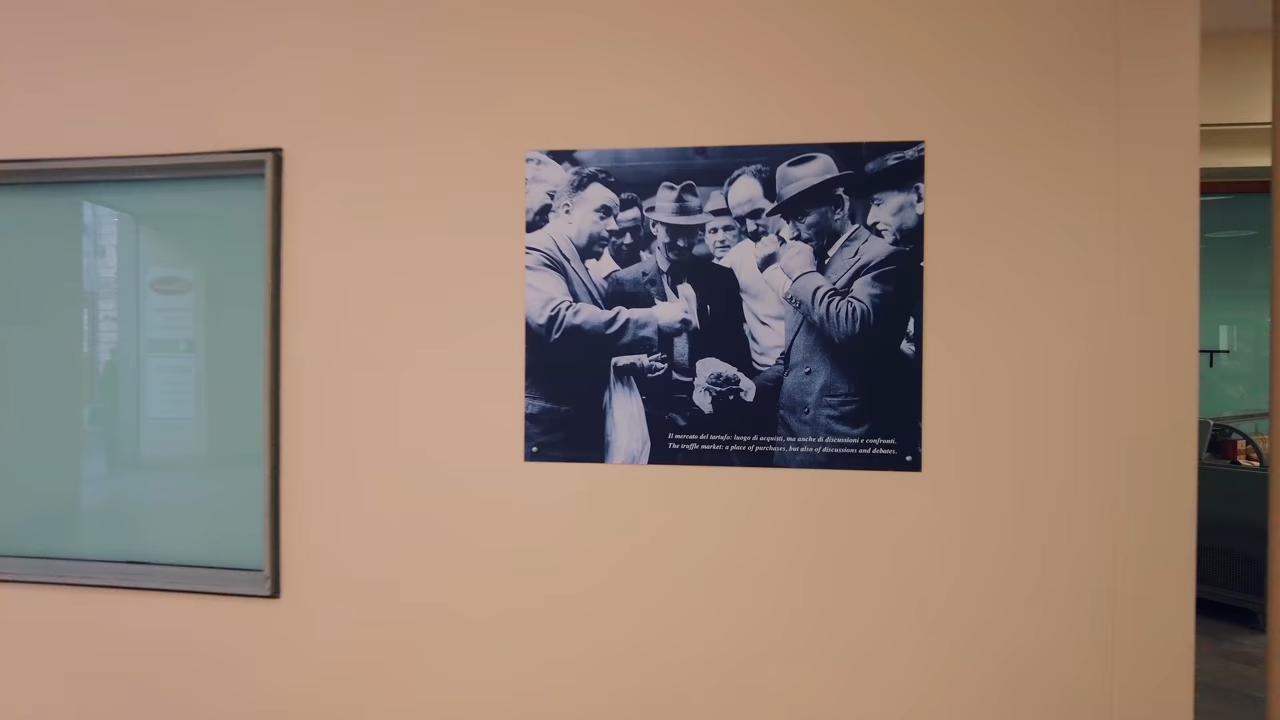 Il mercato del tartufo: luogo di acquisti, ma anche di discussioni e confronti.
The truffle market: a place of purchases, but also of discussions and debates.